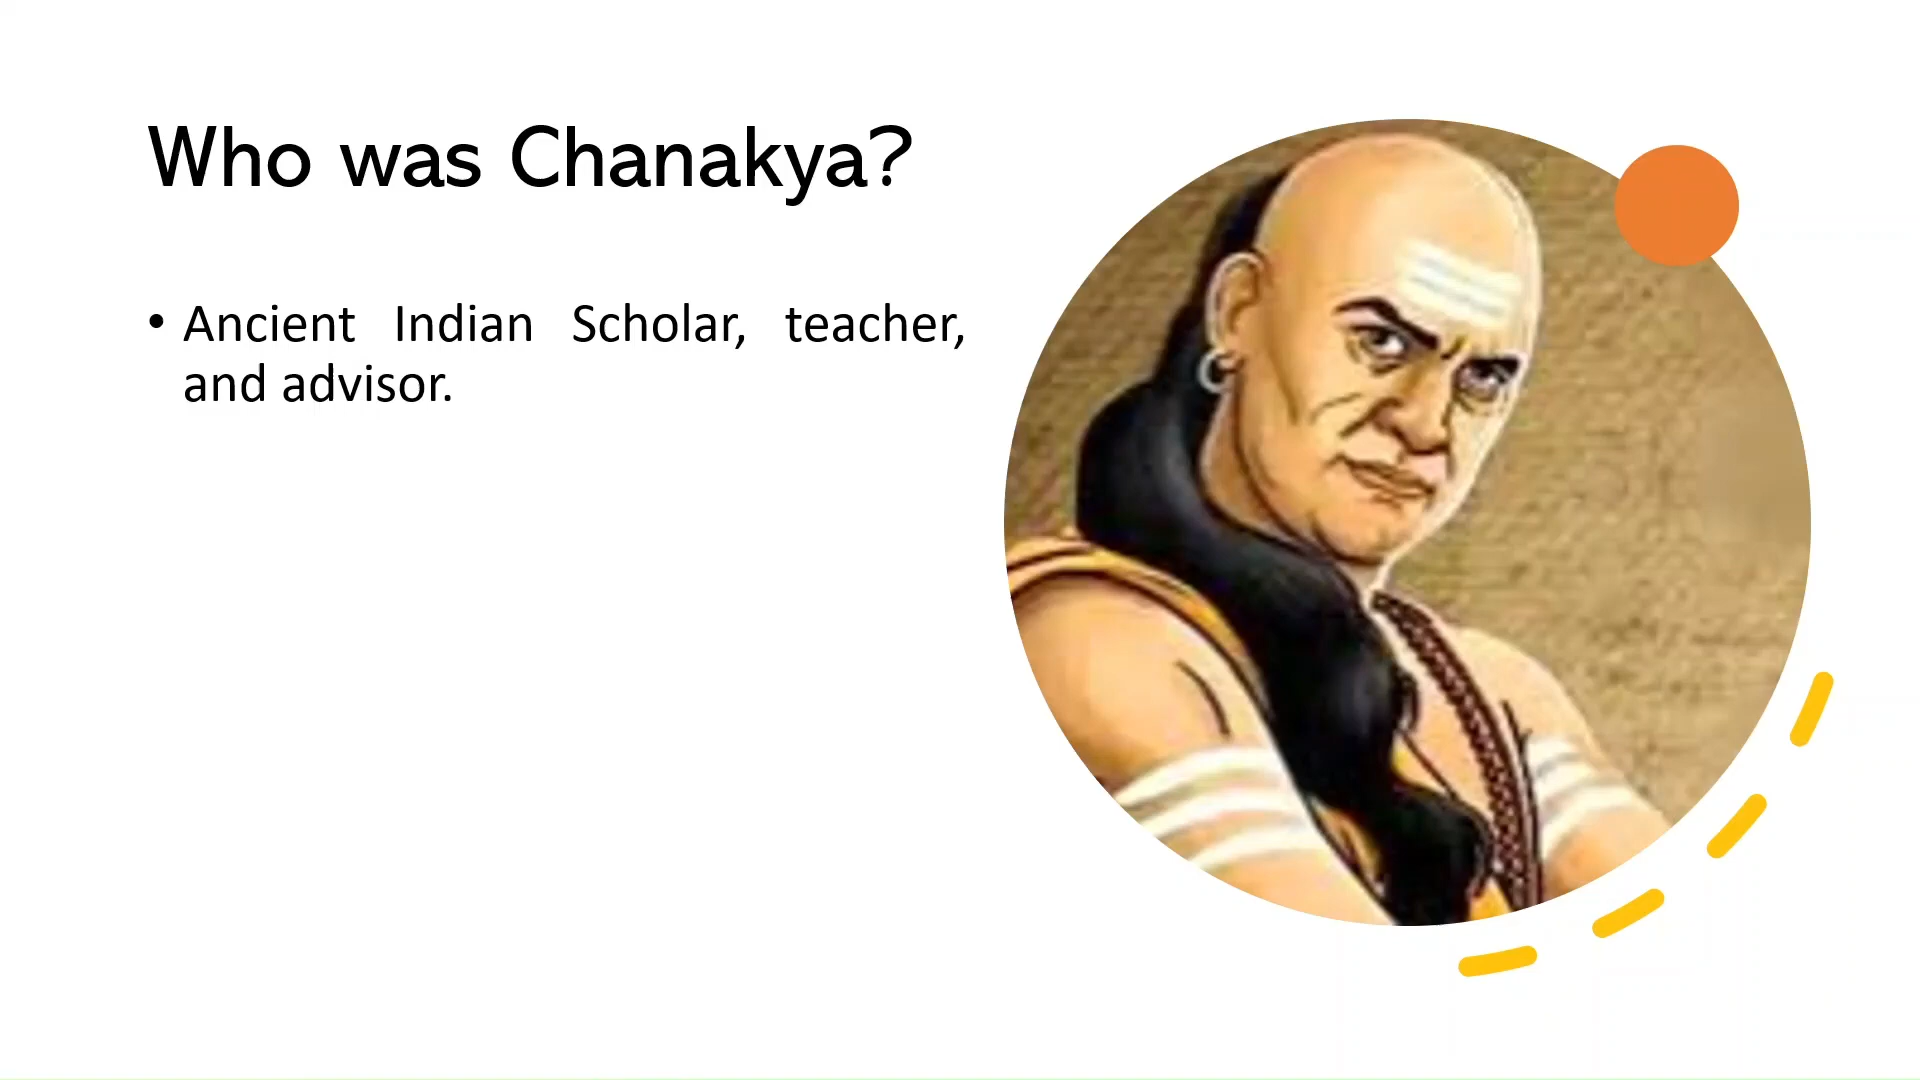 Who was Chanakya?
• Ancient Indian Scholar, teacher,
and advisor.